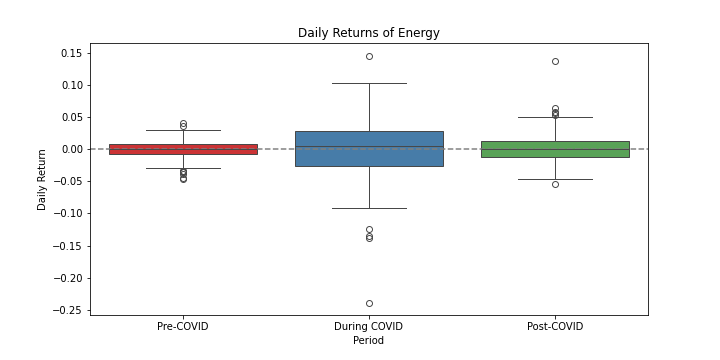 Daily Returns of Energy
0.15
0.10
0.05
0.00
−0.05
−0.10
−0.15
−0.20
−0.25
Daily Return
Pre-COVID
During COVID
Post-COVID
Period